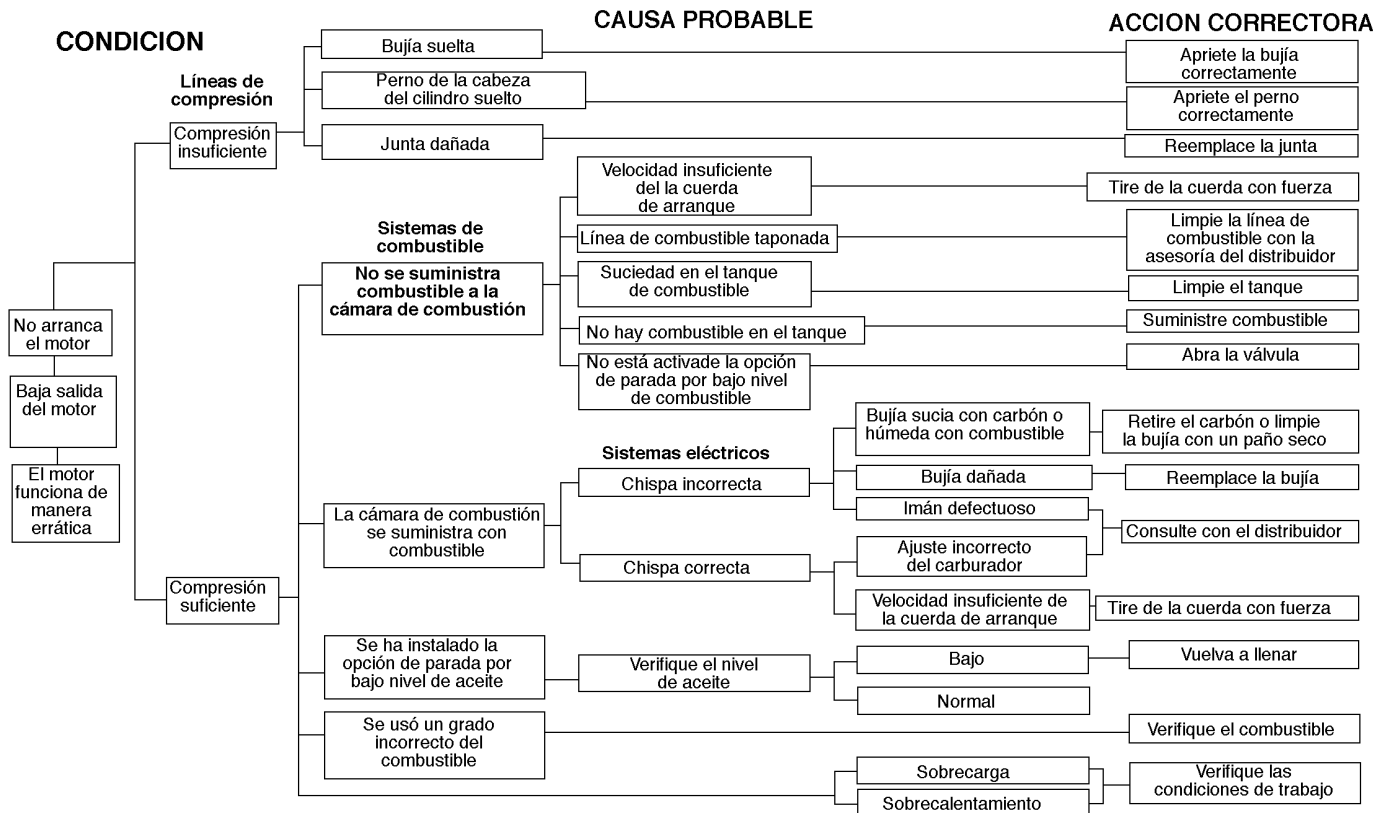 CONDICION
CAUSA PROBABLE
ACCION CORRECTORA
No arranca
el motor
Baja salida
del motor
El motor
funciona de
manera
errática
Líneas de
compresión
Compresión
insuficiente
Bujía suelta
Apriete la bujía
correctamente
Perno de la cabeza
del cilindro suelto
Apriete el perno
correctamente
Junta dañada
Reemplace la junta
Compresión
suficiente
Sistemas de
combustible
No se suministra
combustible a la
cámara de combustión
Velocidad insuficiente
del la cuerda
de arranque
Tire de la cuerda con fuerza
Línea de combustible taponada
Limpie la línea de
combustible con la
asesoría del distribuidor
Suciedad en el tanque
de combustible
Limpie el tanque
No hay combustible en el tanque
Suministre combustible
No está activade la opción
de parada por bajo nivel
de combustible
Abra la válvula
La cámara de combustión
se suministra con
combustible
Sistemas eléctricos
Chispa incorrecta
Bujía sucia con carbón o
húmeda con combustible
Retire el carbón o limpie
la bujía con un paño seco
Bujía dañada
Reemplace la bujía
Imán defectuoso
Consulte con el distribuidor
Chispa correcta
Ajuste incorrecto
del carburador
Velocidad insuficiente de
la cuerda de arranque
Tire de la cuerda con fuerza
Se ha instalado la
opción de parada por
bajo nivel de aceite
Verifique el nivel
de aceite
Bajo
Vuelva a llenar
Normal
Se usó un grado
incorrecto del
combustible
Verifique el combustible
Sobrecarga
Sobrecalentamiento
Verifique las
condiciones de trabajo